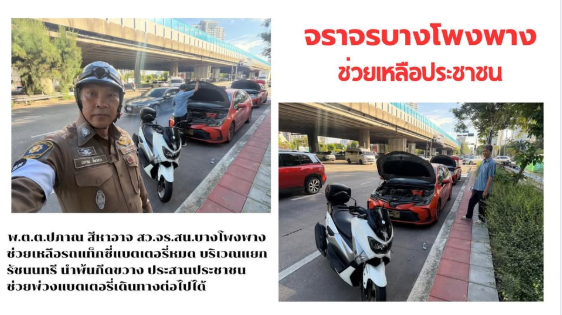 จราจรบางโพงพาง
ช่วยเหลือประชาชน
พ.ต.ต.ปภาณ สีหาอาจ สว.จร.สน.บางโพงพาง
ช่วยเหลือรถแท็กซี่แบตเตอรี่หมด บริเวณแยก
รัชนนทรี นำพ้นกีดขวาง ประสานประชาชน
ช่วยพ่วงแบตเตอรี่เดินทางต่อไปได้